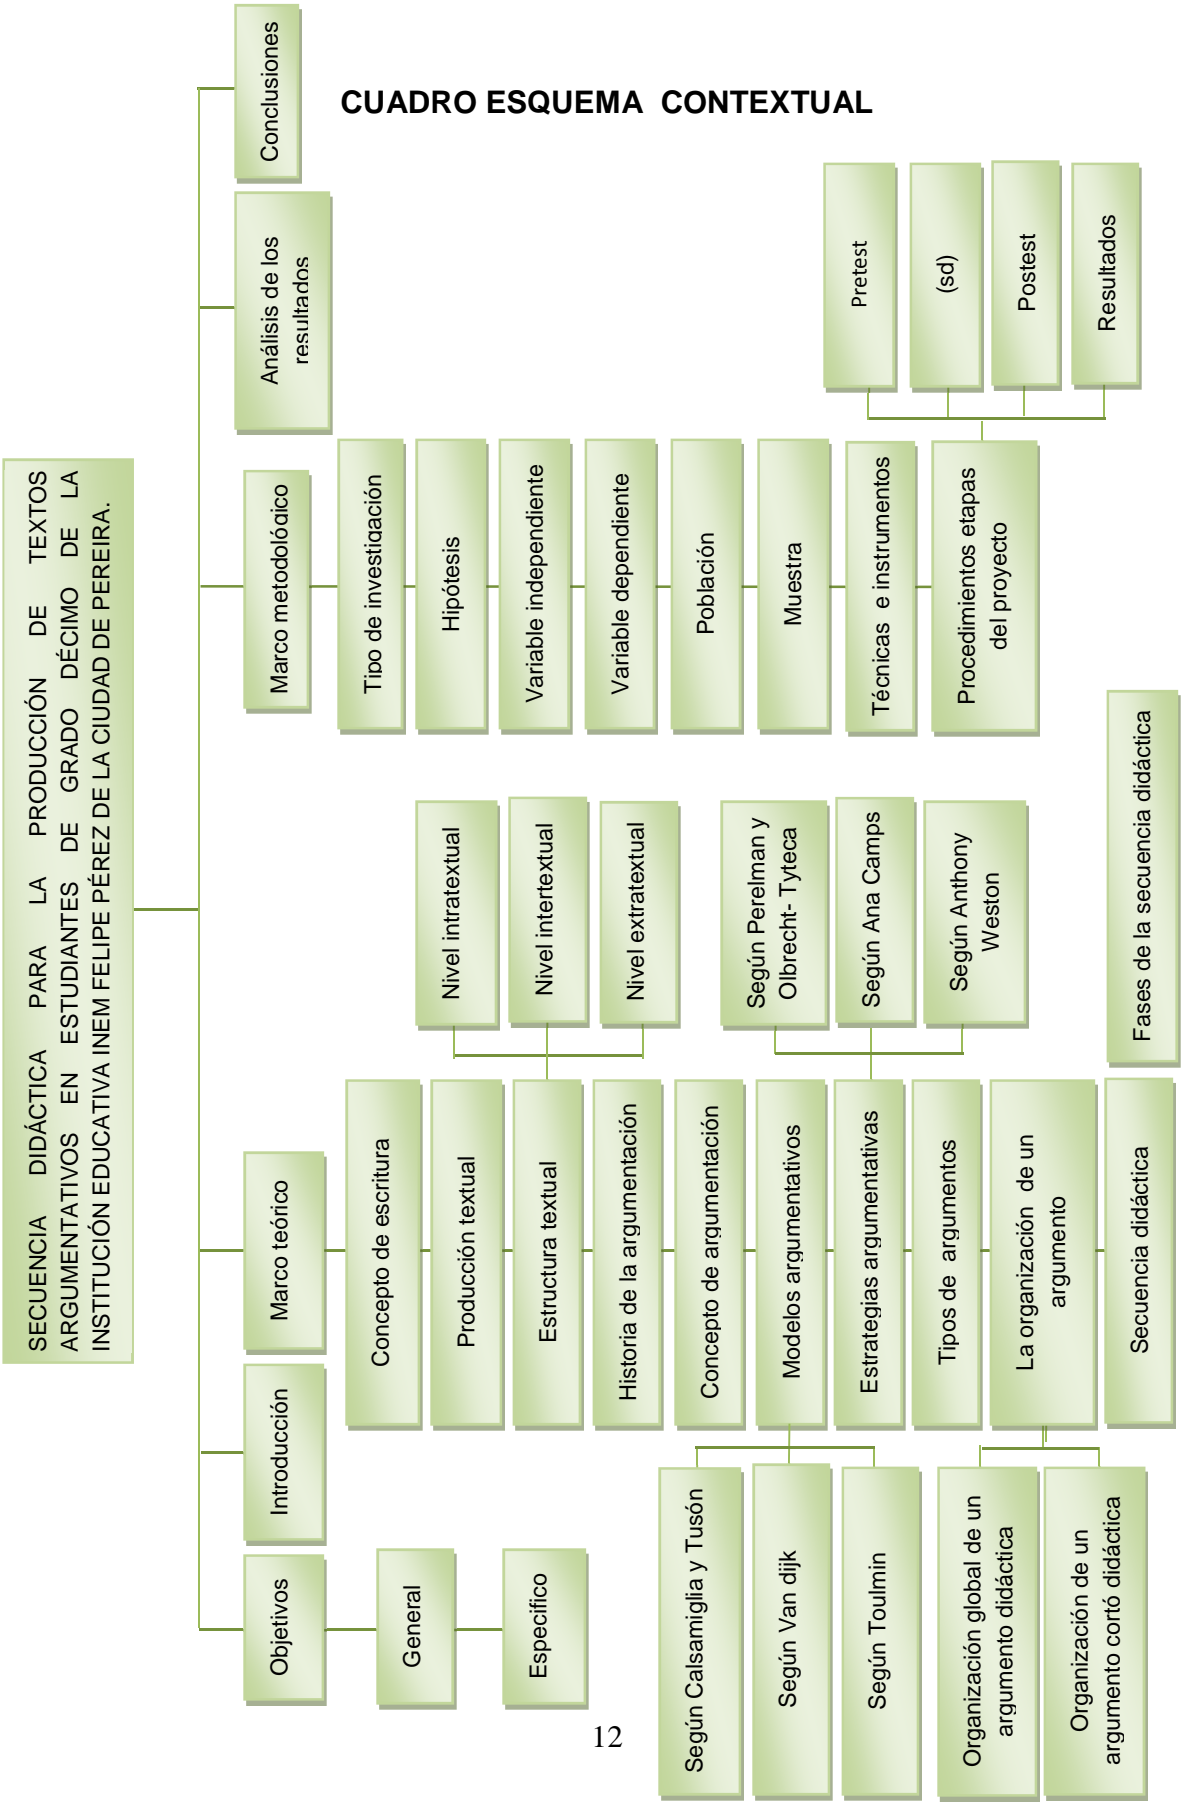 CUADRO ESQUEMA CONTEXTUAL
SECUENCIA DIDÁCTICA PARA LA PRODUCCIÓN DE TEXTOS
ARGUMENTATIVOS EN ESTUDIANTES DE GRADO DÉCIMO DE LA
INSTITUCIÓN EDUCATIVA INEM FELIPE PÉREZ DE LA CIUDAD DE PEREIRA.
Objetivos
General
Especifico
Introducción
Marco teórico
Concepto de escritura
Producción textual
Estructura textual
Nivel intratextual
Nivel intertextual
Nivel extratextual
Historia de la argumentación
Concepto de argumentación
Modelos argumentativos
Según Calsamiglia y Tusón
Según Van dijk
Según Toulmin
Estrategias argumentativas
Según Perelman y
Olbrecht- Tyteca
Según Ana Camps
Según Anthony
Weston
Tipos de argumentos
La organización de un
argumento
Organización global de un
argumento didáctica
Organización de un
argumento cortó didáctica
Secuencia didáctica
Fases de la secuencia didáctica
Marco metodológico
Tipo de investigación
Hipótesis
Variable independiente
Variable dependiente
Población
Muestra
Técnicas e instrumentos
Procedimientos etapas
del proyecto
Pretest
(sd)
Postest
Resultados
Análisis de los
resultados
Conclusiones
12